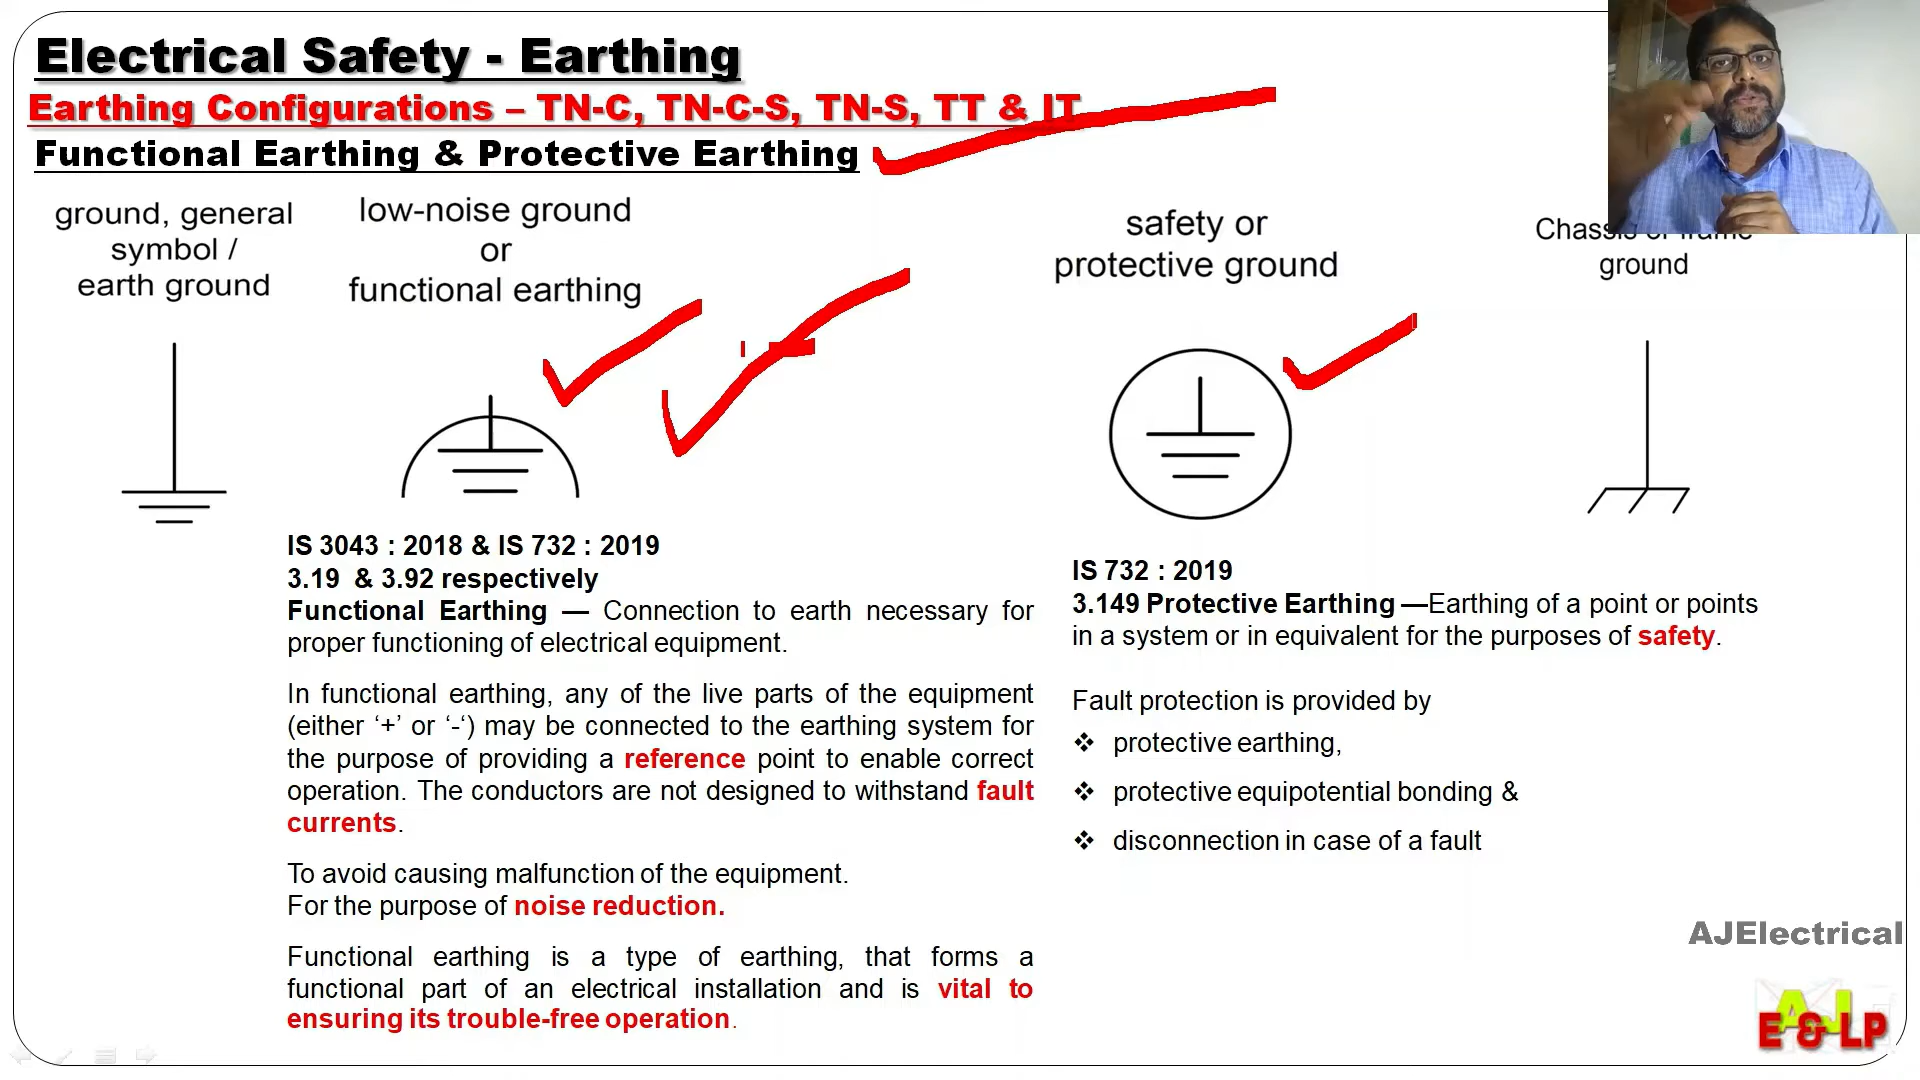 Electrical Safety - Earthing
Earthing Configurations – TN-C, TN-C-S, TN-S, TT & IT
Functional Earthing & Protective Earthing
ground, general
symbol /
earth ground
low-noise ground
or
functional earthing
safety or
protective ground
Chassis or frame
ground
IS 3043 : 2018 & IS 732 : 2019
3.19 & 3.92 respectively
Functional Earthing — Connection to earth necessary for
proper functioning of electrical equipment.
In functional earthing, any of the live parts of the equipment
(either ‘+’ or ‘-‘) may be connected to the earthing system for
the purpose of providing a reference point to enable correct
operation. The conductors are not designed to withstand fault
currents.
To avoid causing malfunction of the equipment.
For the purpose of noise reduction.
Functional earthing is a type of earthing, that forms a
functional part of an electrical installation and is vital to
ensuring its trouble-free operation.
IS 732 : 2019
3.149 Protective Earthing —Earthing of a point or points
in a system or in equivalent for the purposes of safety.
Fault protection is provided by
❖ protective earthing,
❖ protective equipotential bonding &
❖ disconnection in case of a fault
AJElectrical
AJ
E & LP